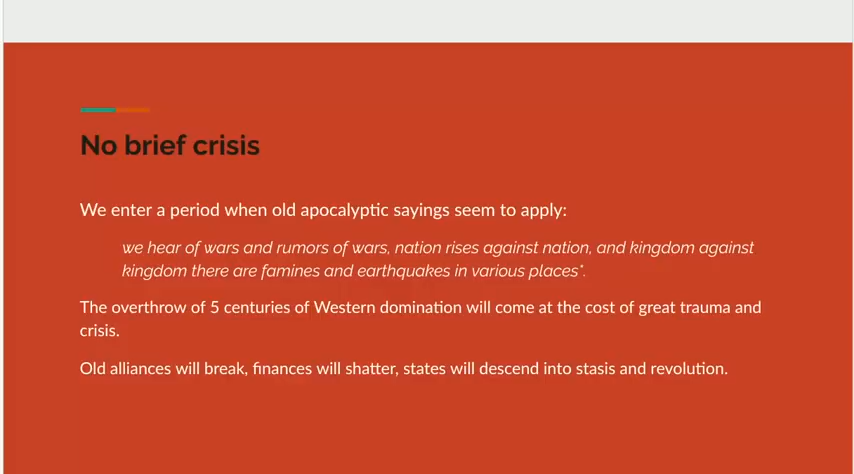 No brief crisis
We enter a period when old apocalyptic sayings seem to apply:
we hear of wars and rumors of wars, nation rises against nation, and kingdom against
kingdom there are famines and earthquakes in various places*.
The overthrow of 5 centuries of Western domination will come at the cost of great trauma and
crisis.
Old alliances will break, finances will shatter, states will descend into stasis and revolution.